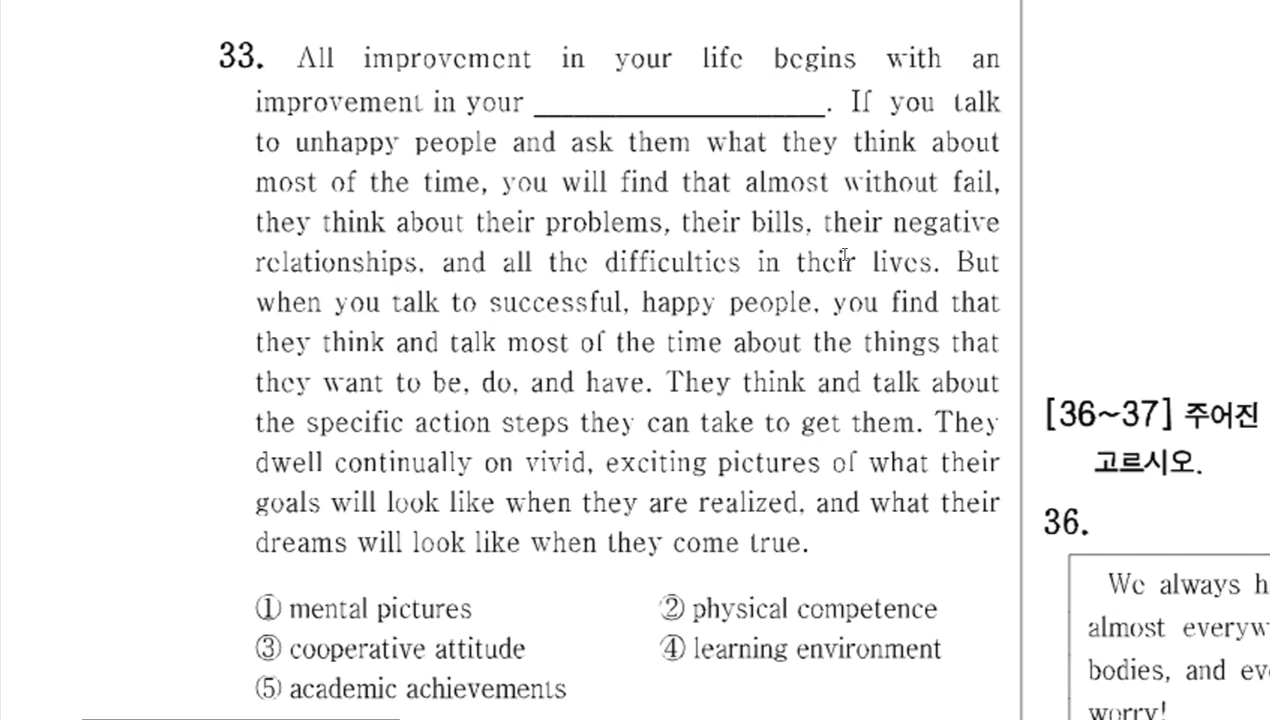 33. All improvement in your life begins with an
improvement in your ____________________. If you talk
to unhappy people and ask them what they think about
most of the time, you will find that almost without fail,
they think about their problems, their bills, their negative
relationships, and all the difficulties in their lives. But
when you talk to successful, happy people, you find that
they think and talk most of the time about the things that
they want to be, do, and have. They think and talk about
the specific action steps they can take to get them. They
dwell continually on vivid, exciting pictures of what their
goals will look like when they are realized, and what their
dreams will look like when they come true.
① mental pictures ② physical competence
③ cooperative attitude ④ learning environment
⑤ academic achievements
[36~37] 주어진
고르시오.
36.
We always h
almost everyw
bodies, and ev
worry!